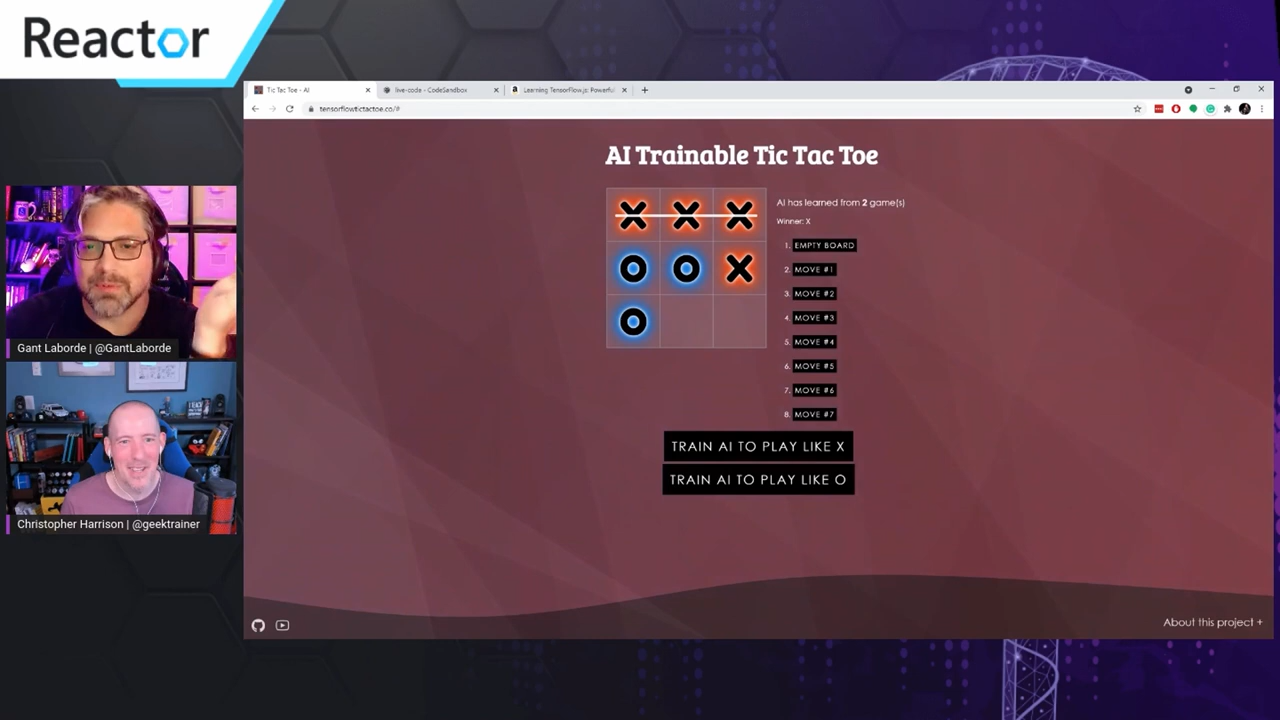 Reactor
Tic Tac Toe - AI
live-code - CodeSandbox
Learning TensorFlow.js: Powerful
tensorflowtictactoe.co/#
AI Trainable Tic Tac Toe
X X X
O O X
O
AI has learned from 2 game(s)
Winner: X
1. EMPTY BOARD
2. MOVE #1
3. MOVE #2
4. MOVE #3
5. MOVE #4
6. MOVE #5
7. MOVE #6
8. MOVE #7
TRAIN AI TO PLAY LIKE X
TRAIN AI TO PLAY LIKE O
Gant Laborde | @GantLaborde
Christopher Harrison | @geektrainer
About this project +